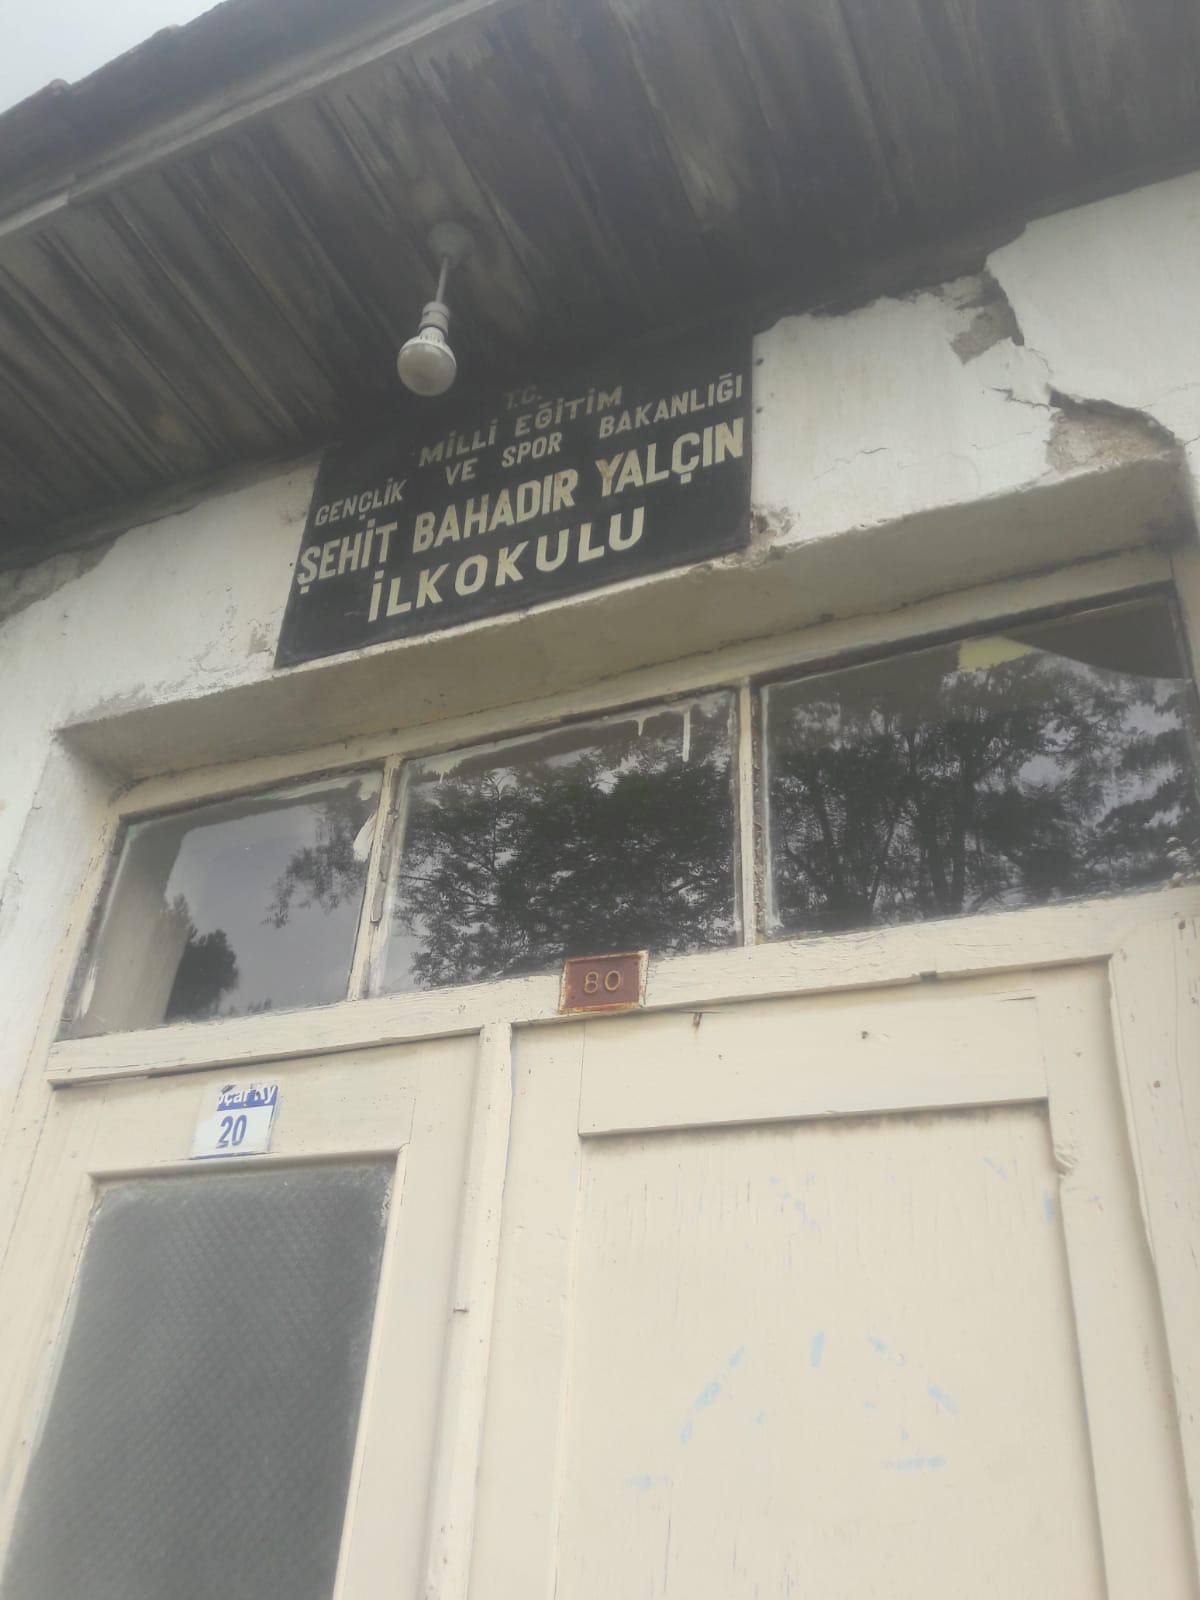 T.C.
MİLLİ EĞİTİM
GENÇLİK VE SPOR BAKANLIĞI
ŞEHİT BAHADIR YALÇIN
İLKOKULU
80
20